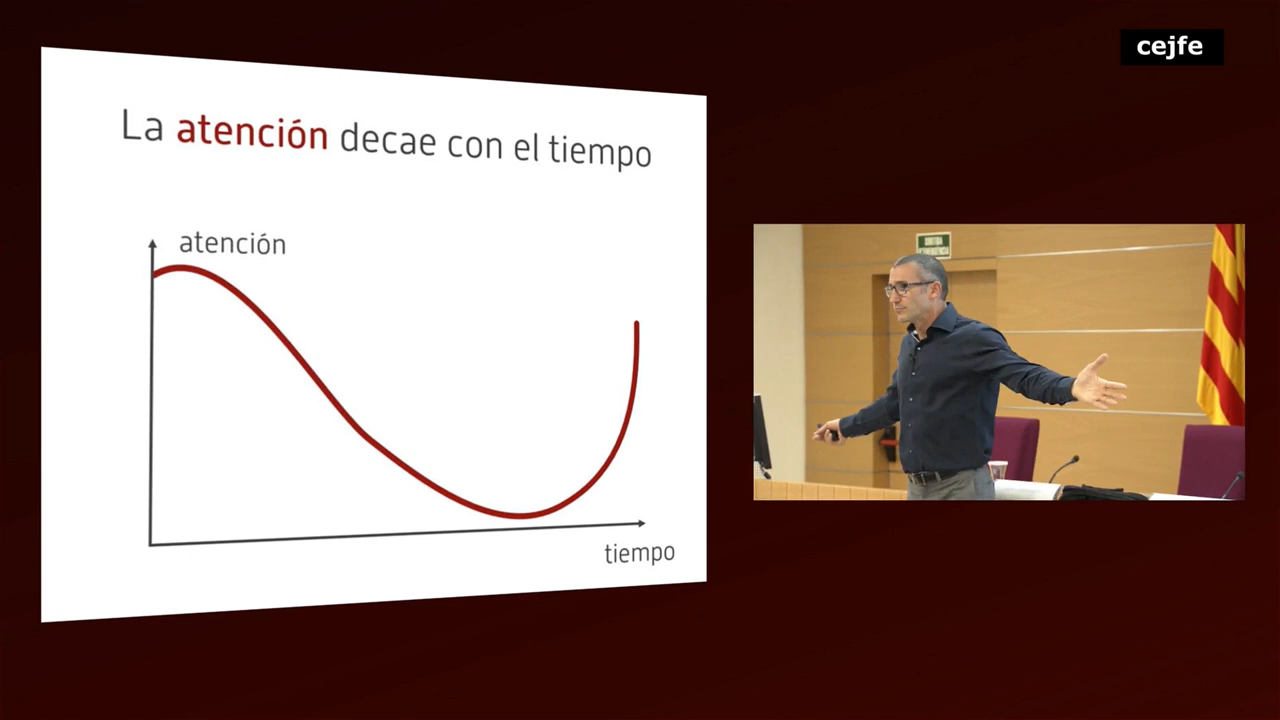 cejfe
La atención decae con el tiempo
atención
tiempo